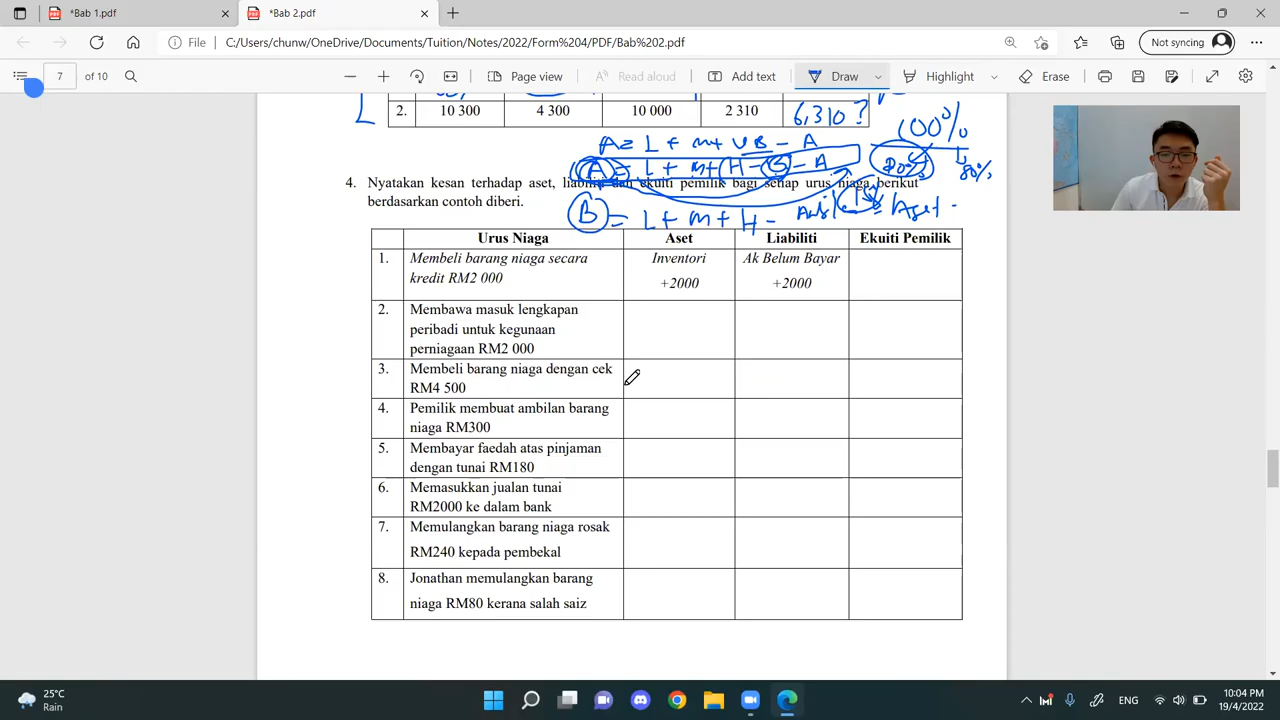 *Bab 1.pdf
*Bab 2.pdf
File
C:/Users/chunw/OneDrive/Documents/Tuition/Notes/2022/Form%204/PDF/Bab%202.pdf
Not syncing
7 of 10
Page view
Read aloud
Add text
Draw
Highlight
Erase
L
2. 10 300 4 300 10 000 2 310 6,310?
100%
20%
80%
A = L + M + UB - A
A = L + M + H - B - A
4. Nyatakan kesan terhadap aset, liabiliti dan ekuiti pemilik bagi setiap urus niaga berikut
berdasarkan contoh diberi.
B = L + M + H - Aset
Urus Niaga Aset Liabiliti Ekuiti Pemilik
1. Membeli barang niaga secara Inventori Ak Belum Bayar
kredit RM2 000 +2000 +2000
2. Membawa masuk lengkapan
peribadi untuk kegunaan
perniagaan RM2 000
3. Membeli barang niaga dengan cek
RM4 500
4. Pemilik membuat ambilan barang
niaga RM300
5. Membayar faedah atas pinjaman
dengan tunai RM180
6. Memasukkan jualan tunai
RM2000 ke dalam bank
7. Memulangkan barang niaga rosak
RM240 kepada pembekal
8. Jonathan memulangkan barang
niaga RM80 kerana salah saiz
25°C
Rain
ENG
10:04 PM
19/4/2022